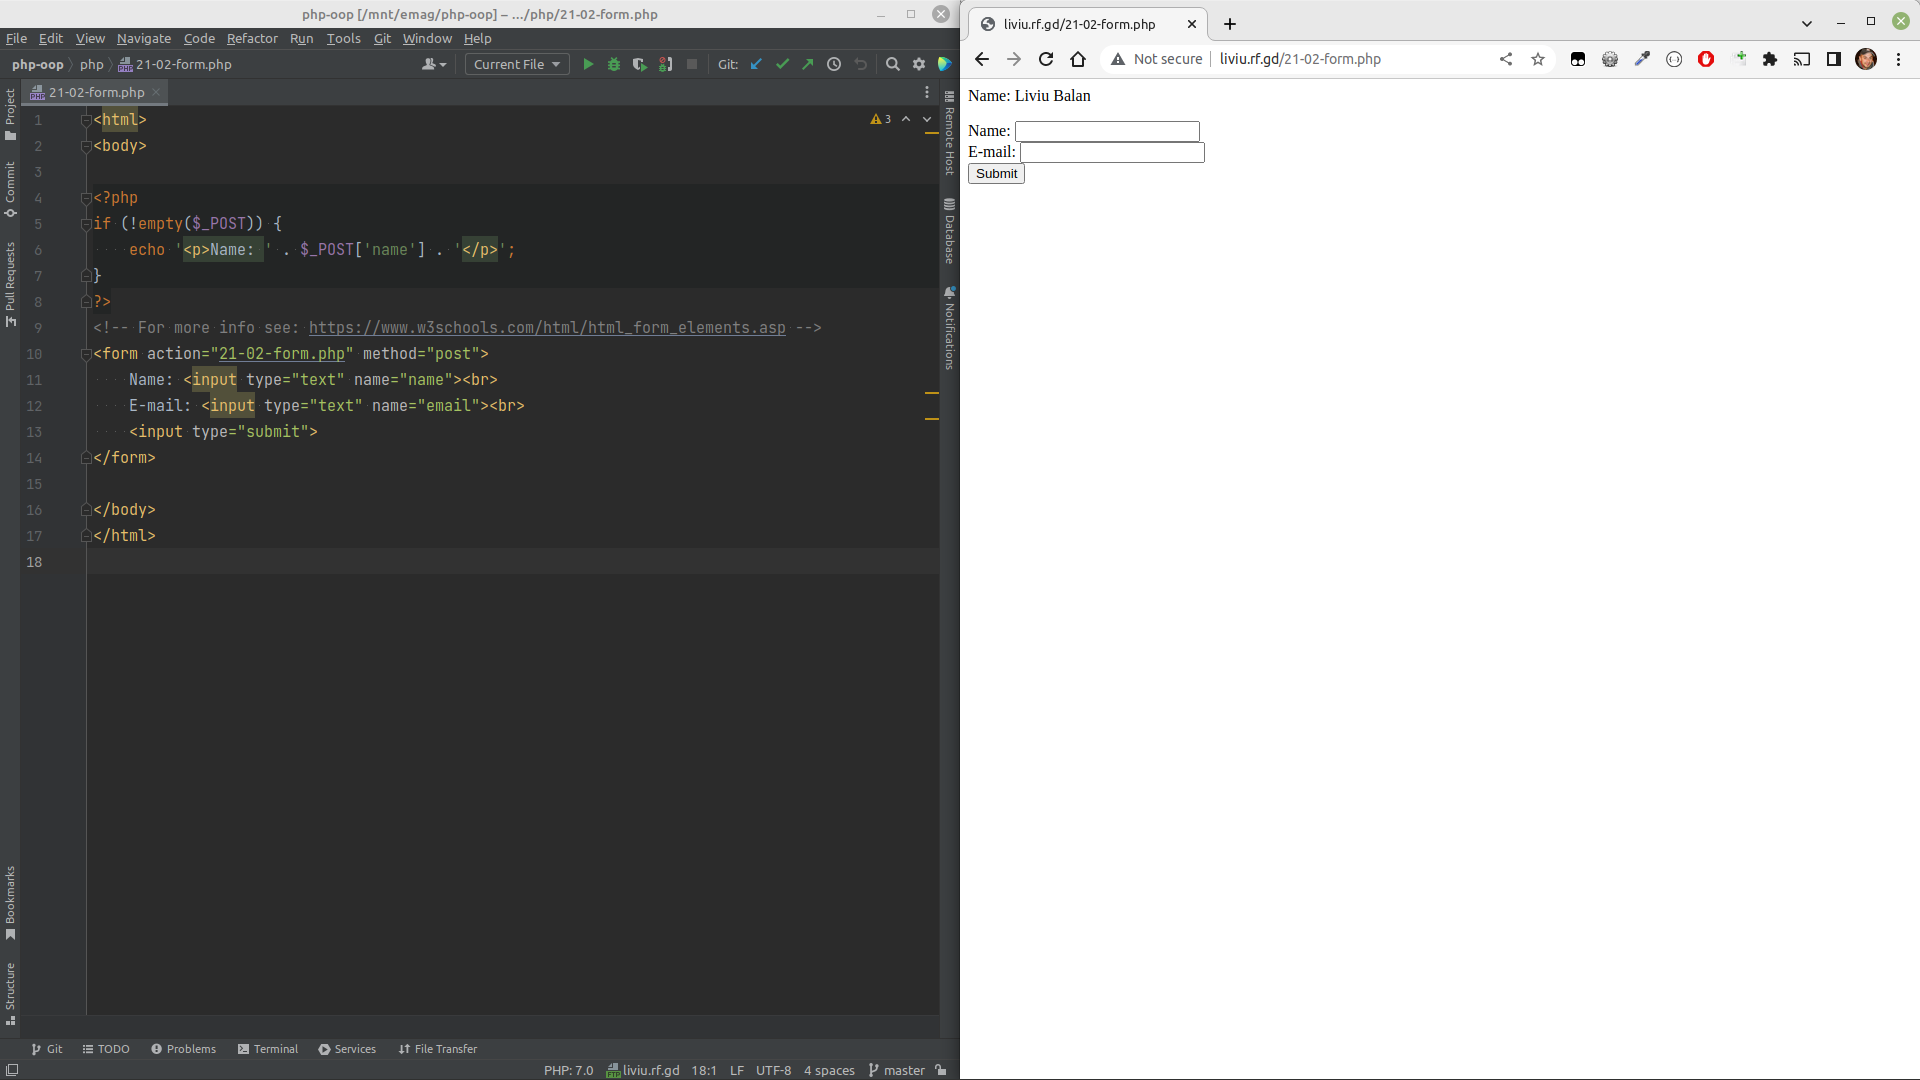 php-oop [/mnt/emag/php-oop] – .../php/21-02-form.php
File Edit View Navigate Code Refactor Run Tools Git Window Help
php-oop php 21-02-form.php Current File Git:
21-02-form.php
3
1 <html>
2 <body>
3
4 <?php
5 if (!empty($_POST)) {
6 echo '<p>Name: ' . $_POST['name'] . '</p>';
7 }
8 ?>
9 <!-- For more info see: https://www.w3schools.com/html/html_form_elements.asp -->
10 <form action="21-02-form.php" method="post">
11 Name: <input type="text" name="name"><br>
12 E-mail: <input type="text" name="email"><br>
13 <input type="submit">
14 </form>
15
16 </body>
17 </html>
18
Project
Commit
Pull Requests
Bookmarks
Structure
Remote Host
Database
Notifications
Git TODO Problems Terminal Services File Transfer
PHP: 7.0 liviu.rf.gd 18:1 LF UTF-8 4 spaces master
liviu.rf.gd/21-02-form.php
Not secure liviu.rf.gd/21-02-form.php
Name: Liviu Balan
Name:
E-mail:
Submit